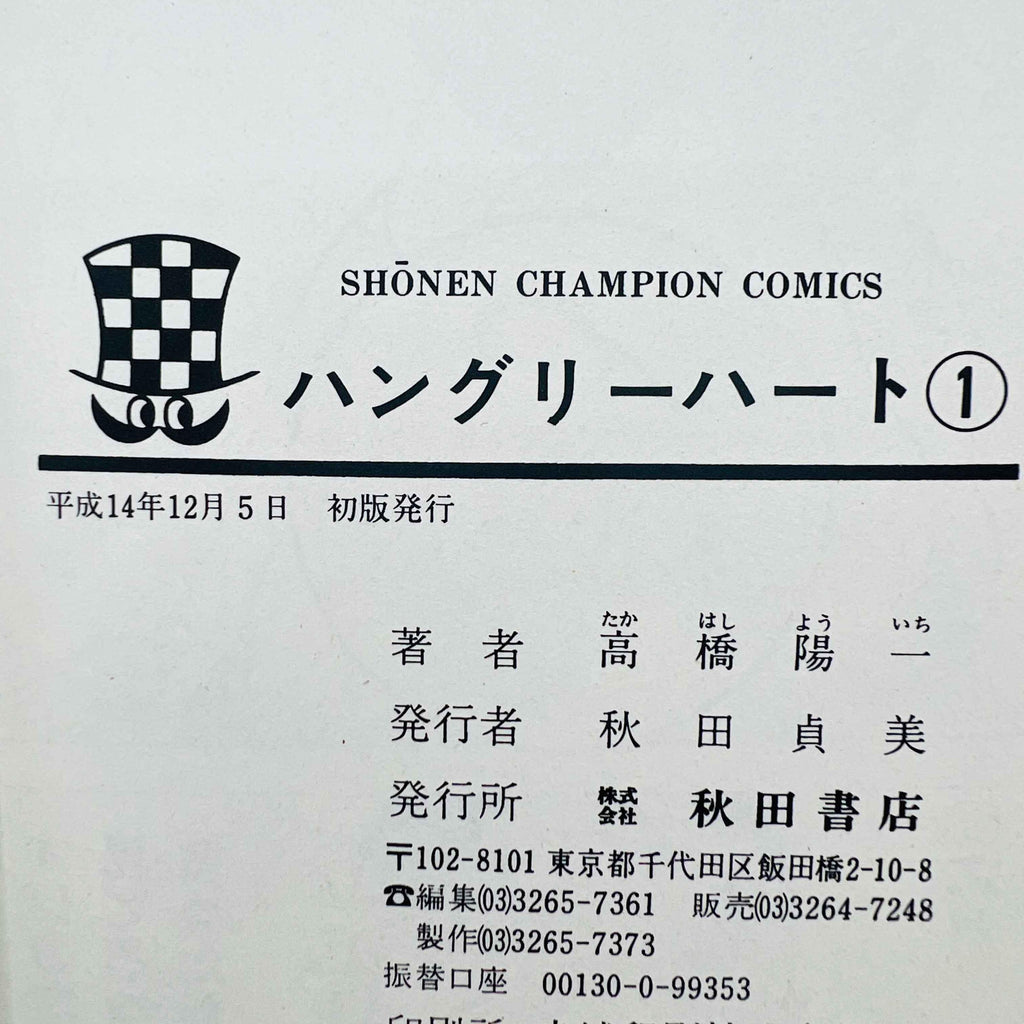 SHŌNEN CHAMPION COMICS
ハングリーハート①
平成14年12月5日 初版発行
たか はし よう いち
著者 高橋陽一
発行者 秋田貞美
発行所 株式会社 秋田書店
〒102-8101 東京都千代田区飯田橋2-10-8
☎編集(03)3265-7361 販売(03)3264-7248
製作(03)3265-7373
振替口座 00130-0-99353